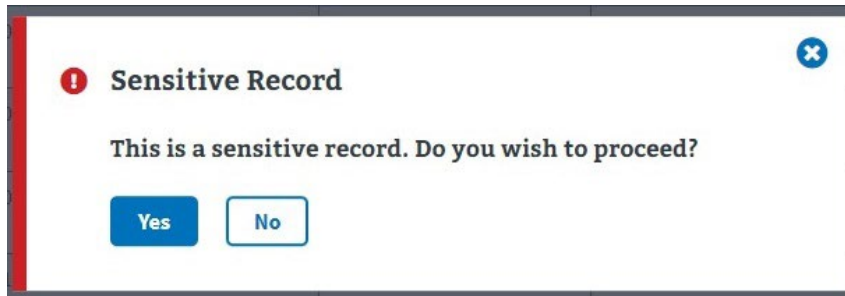 Sensitive Record
This is a sensitive record. Do you wish to proceed?
Yes No